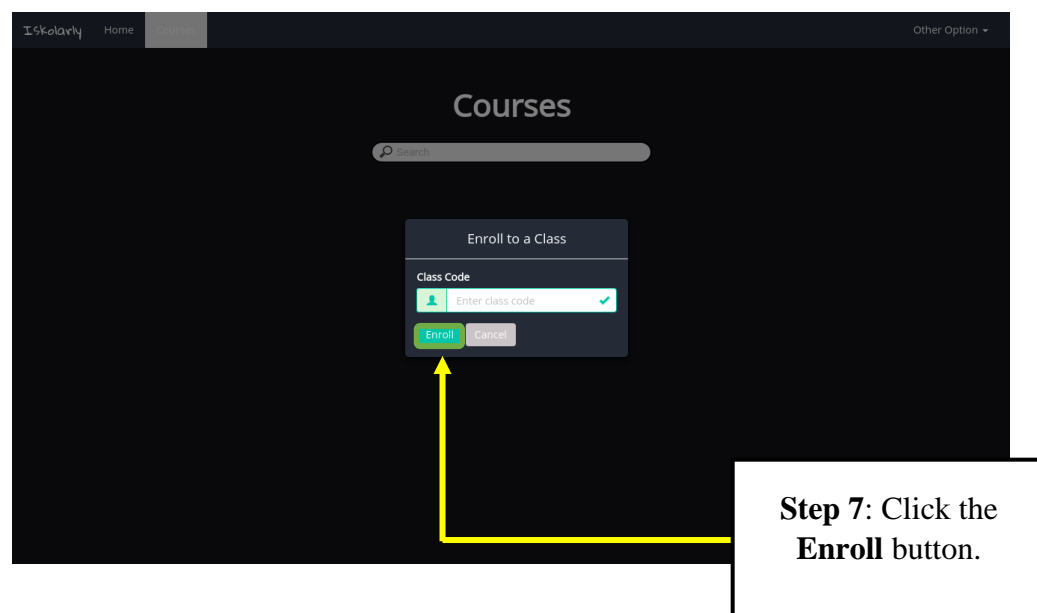 Iskolarly Home Courses Other Option
Courses
Search
Enroll to a Class
Class Code
Enter class code
Enroll Cancel
Step 7: Click the
Enroll button.